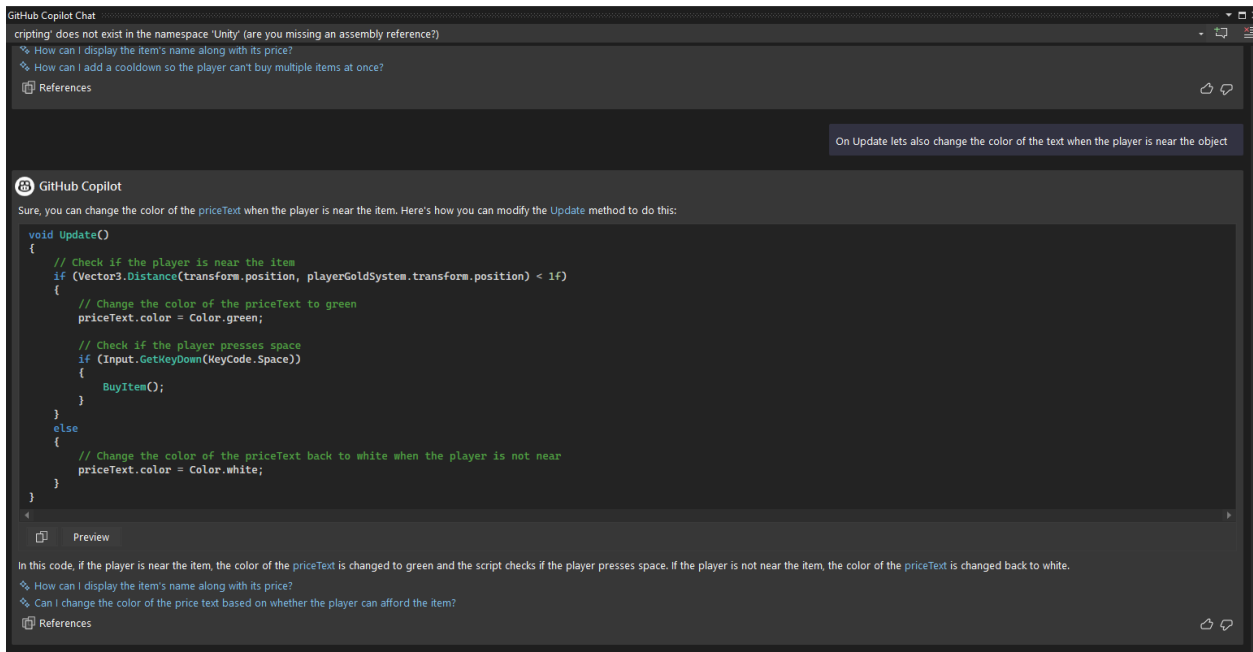 GitHub Copilot Chat
cripting' does not exist in the namespace 'Unity' (are you missing an assembly reference?)
How can I display the item's name along with its price?
How can I add a cooldown so the player can't buy multiple items at once?
References
On Update lets also change the color of the text when the player is near the object
GitHub Copilot
Sure, you can change the color of the priceText when the player is near the item. Here's how you can modify the Update method to do this:
void Update()
{
    // Check if the player is near the item
    if (Vector3.Distance(transform.position, playerGoldSystem.transform.position) < 1f)
    {
        // Change the color of the priceText to green
        priceText.color = Color.green;

        // Check if the player presses space
        if (Input.GetKeyDown(KeyCode.Space))
        {
            BuyItem();
        }
    }
    else
    {
        // Change the color of the priceText back to white when the player is not near
        priceText.color = Color.white;
    }
}
Preview
In this code, if the player is near the item, the color of the priceText is changed to green and the script checks if the player presses space. If the player is not near the item, the color of the priceText is changed back to white.
How can I display the item's name along with its price?
Can I change the color of the price text based on whether the player can afford the item?
References